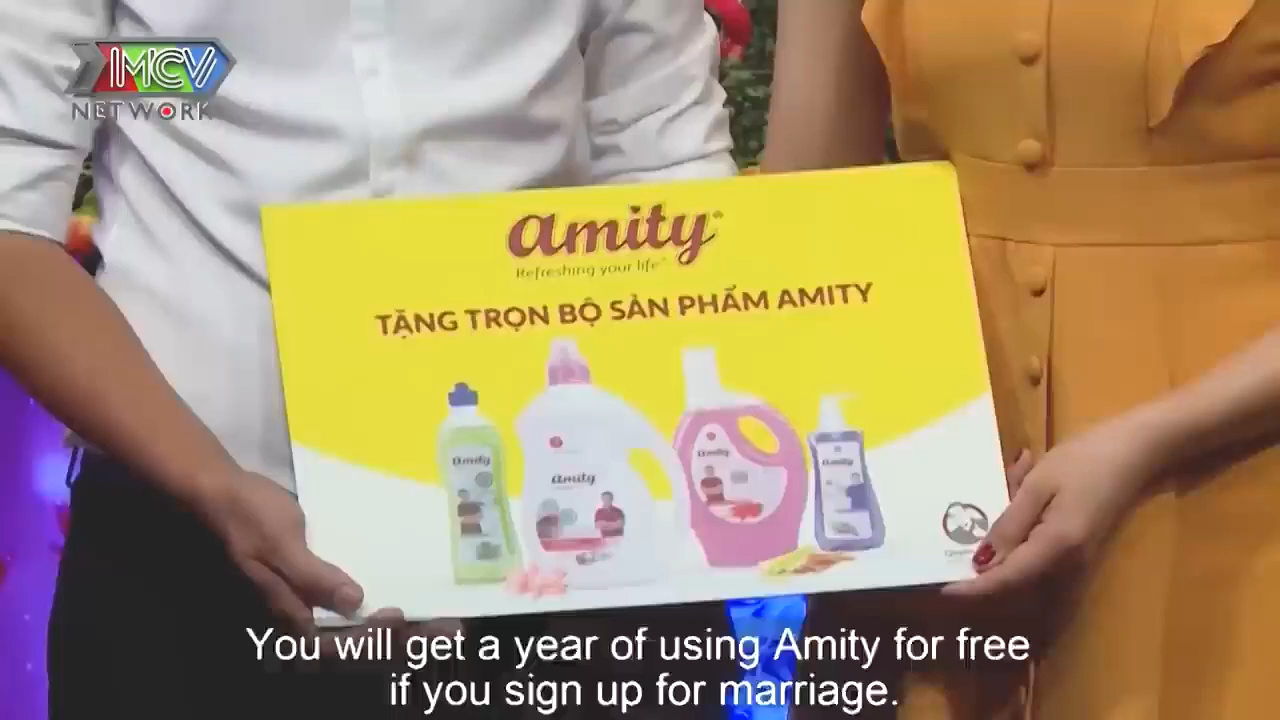 MCV
NETWORK
amity
Refreshing your life
TẶNG TRỌN BỘ SẢN PHẨM AMITY
amity
amity
amity
amity
You will get a year of using Amity for free
if you sign up for marriage.